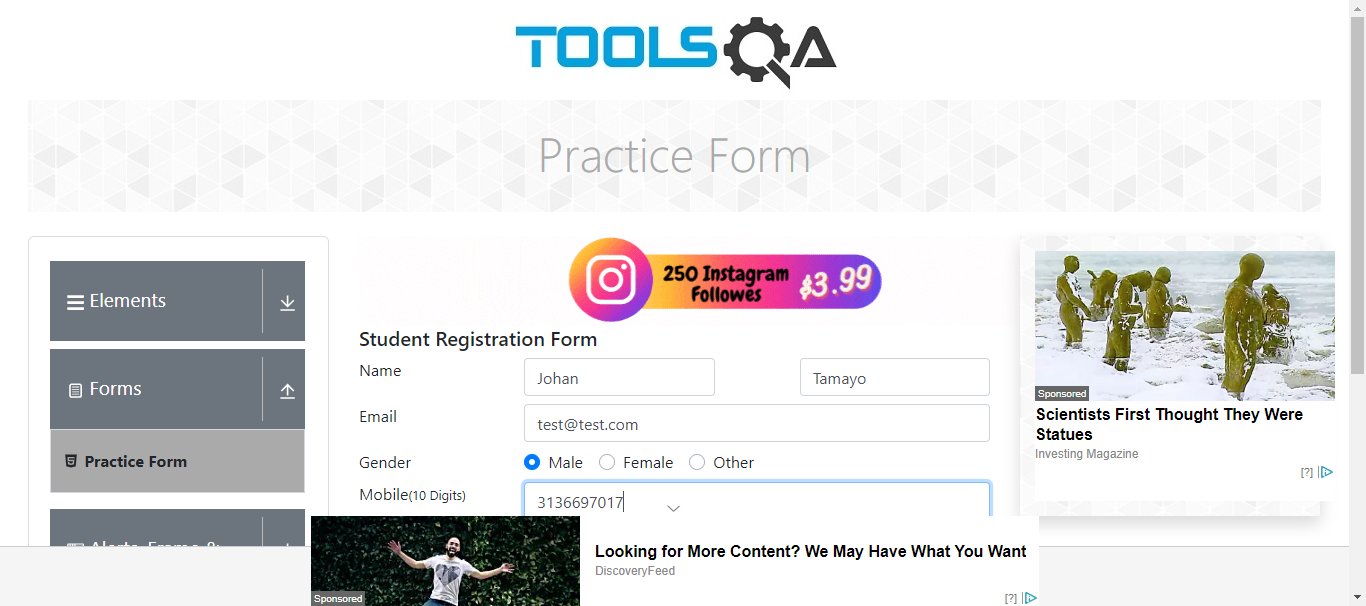 TOOLSQA
Practice Form
Elements
Forms
Practice Form
250 Instagram
Followes
$3.99
Student Registration Form
Name
Johan
Tamayo
Email
test@test.com
Gender
Male
Female
Other
Mobile(10 Digits)
3136697017
Sponsored
Scientists First Thought They Were
Statues
Investing Magazine
[?]
Sponsored
Looking for More Content? We May Have What You Want
DiscoveryFeed
[?]